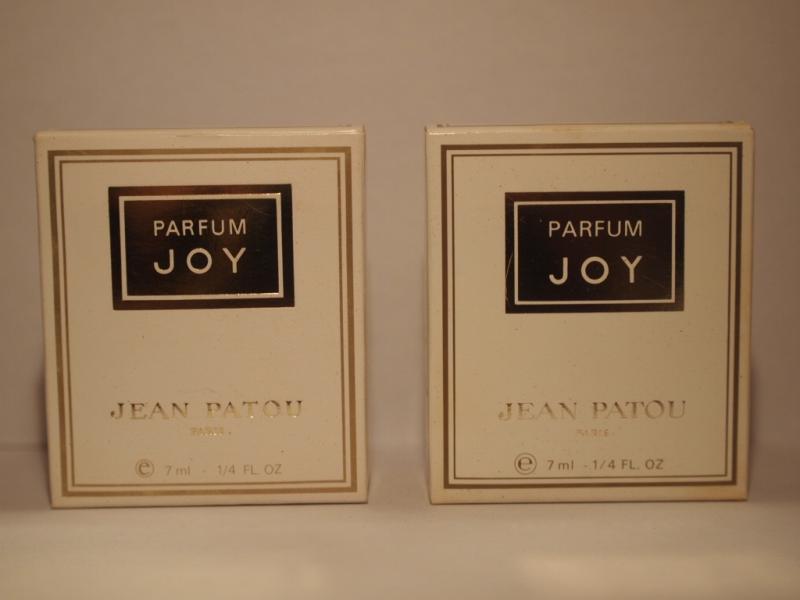 PARFUM
JOY
JEAN PATOU
PARIS
℮ 7 ml - 1/4 FL. OZ
PARFUM
JOY
JEAN PATOU
PARIS
℮ 7 ml - 1/4 FL. OZ